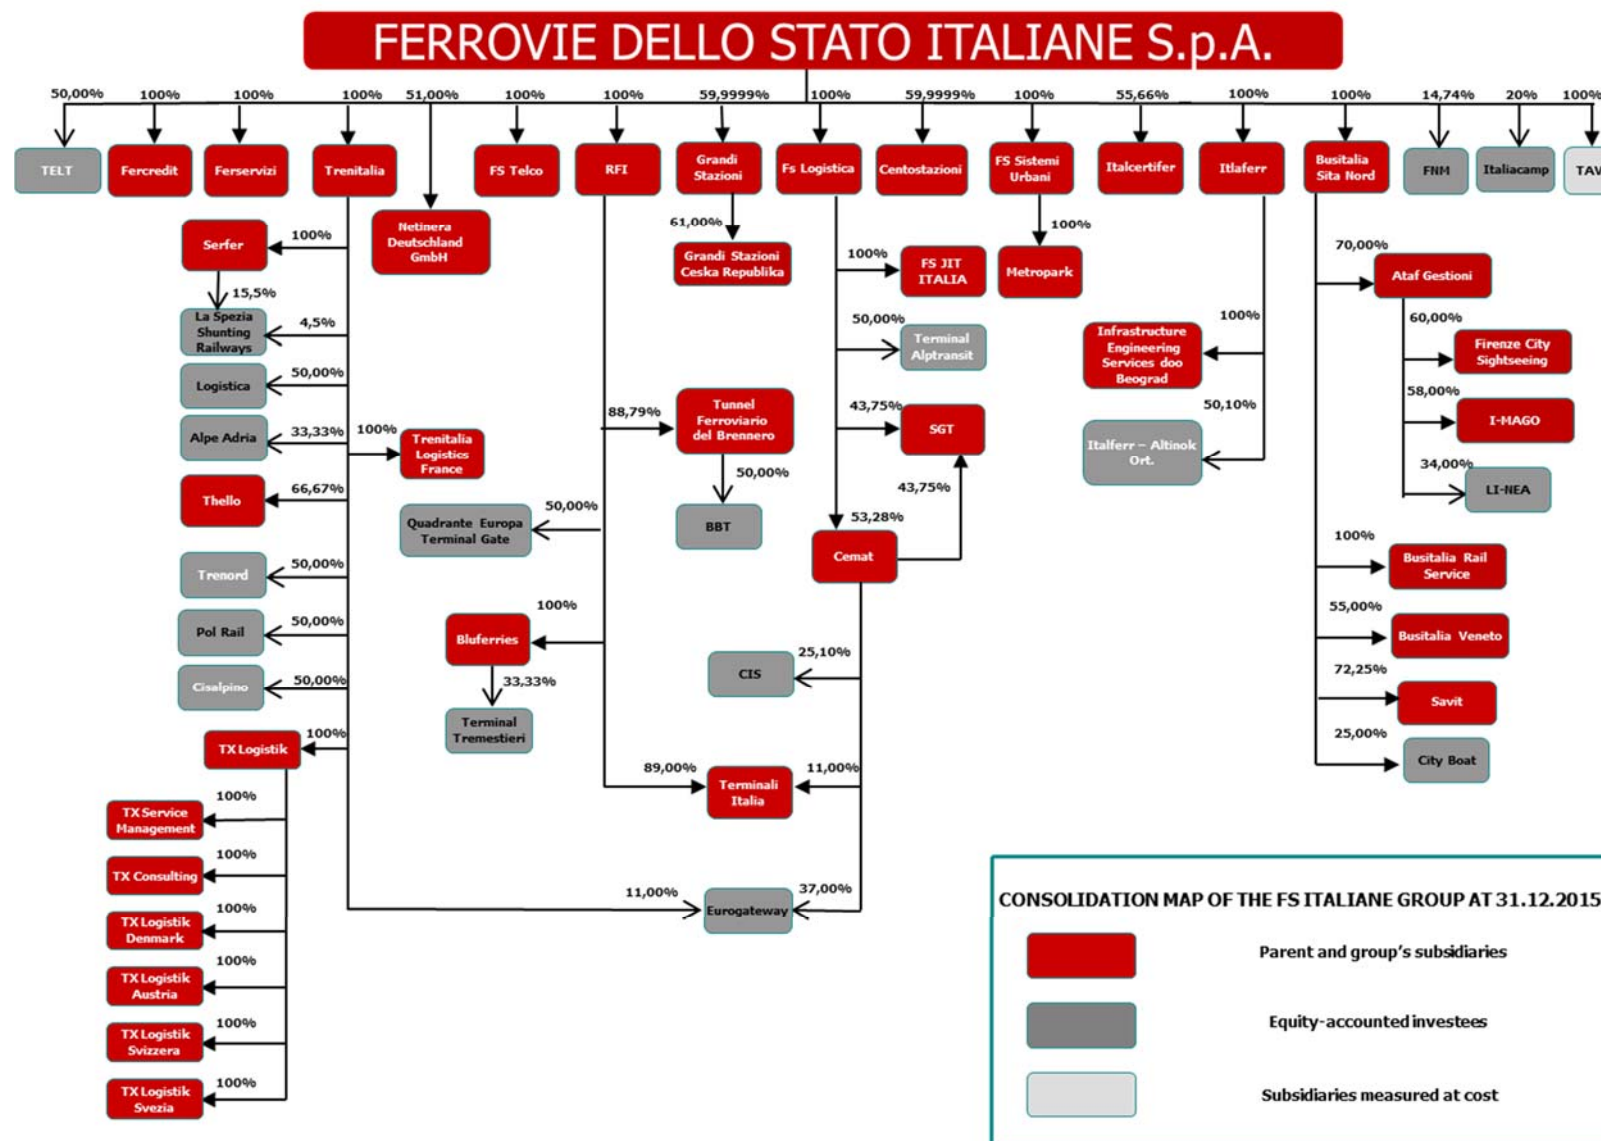 FERROVIE DELLO STATO ITALIANE S.p.A.
50,00%
100%
100%
100%
51,00%
100%
100%
59,9999%
100%
59,9999%
100%
55,66%
100%
100%
14,74%
20%
100%
TELT
Fercredit
Ferservizi
Trenitalia
FS Telco
RFI
Grandi
Stazioni
Fs Logistica
Centostazioni
FS Sistemi
Urbani
Italcertifer
Itlaferr
Busitalia
Sita Nord
FNM
Italiacamp
TAV
Netinera
Deutschland
GmbH
61,00%
Grandi Stazioni
Ceska Republika
100%
Metropark
Serfer
100%
15,5%
La Spezia
Shunting
Railways
4,5%
Logistica
50,00%
Alpe Adria
33,33%
100%
Trenitalia
Logistics
France
Thello
66,67%
Trenord
50,00%
Pol Rail
50,00%
Cisalpino
50,00%
TX Logistik
100%
100%
TX Service
Management
100%
TX Consulting
100%
TX Logistik
Denmark
100%
TX Logistik
Austria
100%
TX Logistik
Svizzera
100%
TX Logistik
Svezia
88,79%
Tunnel
Ferroviario
del Brennero
50,00%
BBT
50,00%
Quadrante Europa
Terminal Gate
100%
Bluferries
33,33%
Terminal
Tremestieri
89,00%
Terminali
Italia
11,00%
11,00%
Eurogateway
37,00%
100%
FS JIT
ITALIA
50,00%
Terminal
Alptransit
43,75%
SGT
43,75%
53,28%
Cemat
25,10%
CIS
100%
Infrastructure
Engineering
Services doo
Beograd
50,10%
Italferr – Altinok
Ort.
70,00%
Ataf Gestioni
60,00%
Firenze City
Sightseeing
58,00%
I-MAGO
34,00%
LI-NEA
100%
Busitalia Rail
Service
55,00%
Busitalia Veneto
72,25%
Savit
25,00%
City Boat
CONSOLIDATION MAP OF THE FS ITALIANE GROUP AT 31.12.2015
Parent and group's subsidiaries
Equity-accounted investees
Subsidiaries measured at cost